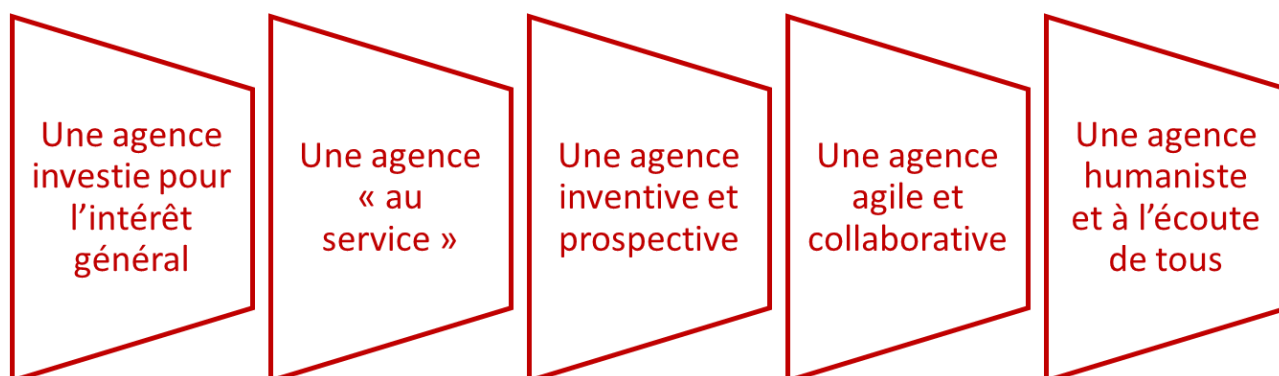 Une agence
investie pour
l’intérêt
général
Une agence
« au
service »
Une agence
inventive et
prospective
Une agence
agile et
collaborative
Une agence
humaniste
et à l’écoute
de tous